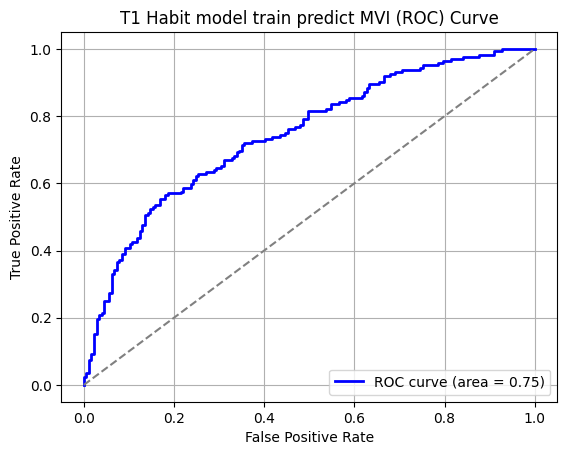 T1 Habit model train predict MVI (ROC) Curve
1.0
0.8
0.6
0.4
0.2
0.0
True Positive Rate
ROC curve (area = 0.75)
0.0 0.2 0.4 0.6 0.8 1.0
False Positive Rate